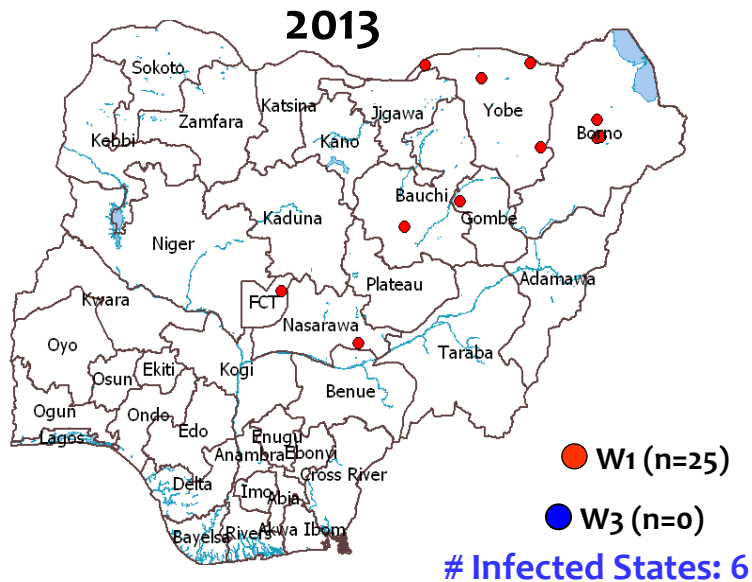 2013
Sokoto
Katsina
Jigawa
Yobe
Zamfara
Kebbi
Kano
Borno
Bauchi
Gombe
Kaduna
Niger
Plateau
Adamawa
FCT
Kwara
Nasarawa
Oyo
Taraba
Ekiti
Kogi
Osun
Benue
Ogun
Ondo
Edo
Lagos
Enugu
Anambra
Ebonyi
Cross River
Delta
Imo
Abia
Bayelsa
Rivers
Akwa Ibom
W1 (n=25)
W3 (n=0)
# Infected States: 6